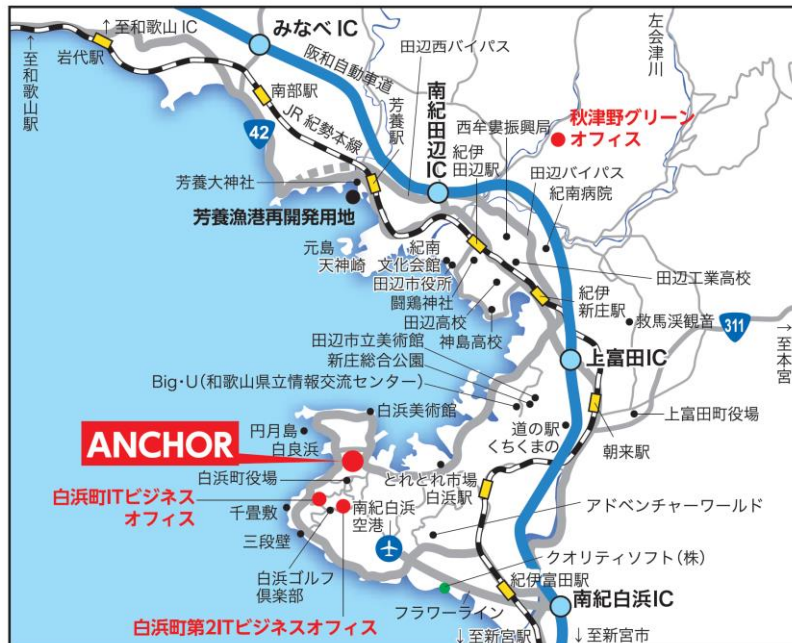 ↑至和歌山IC
みなべIC
左会津川
←至和歌山駅
岩代駅
阪和自動車道
田辺西バイパス
南部駅
芳養駅
南紀田辺IC
42
JR紀勢本線
西牟婁振興局
秋津野グリーン
オフィス
紀伊
田辺駅
田辺バイパス
紀南病院
芳養大神社
芳養漁港再開発用地
元島
天神崎
紀南
文化会館
田辺市役所
闘鶏神社
田辺高校
神島高校
田辺工業高校
紀伊
新庄駅
救馬渓観音
311
→至本宮
田辺市立美術館
新庄総合公園
Big・U(和歌山県立情報交流センター)
上富田IC
白浜美術館
円月島
白良浜
ANCHOR
道の駅
くちくまの
上富田町役場
朝来駅
白浜町役場
とれとれ市場
白浜駅
白浜町ITビジネス
オフィス
千畳敷
南紀白浜
空港
アドベンチャーワールド
三段壁
白浜ゴルフ
倶楽部
クオリティソフト(株)
紀伊富田駅
白浜町第2ITビジネスオフィス
フラワーライン
南紀白浜IC
↓至新宮駅
↓至新宮市